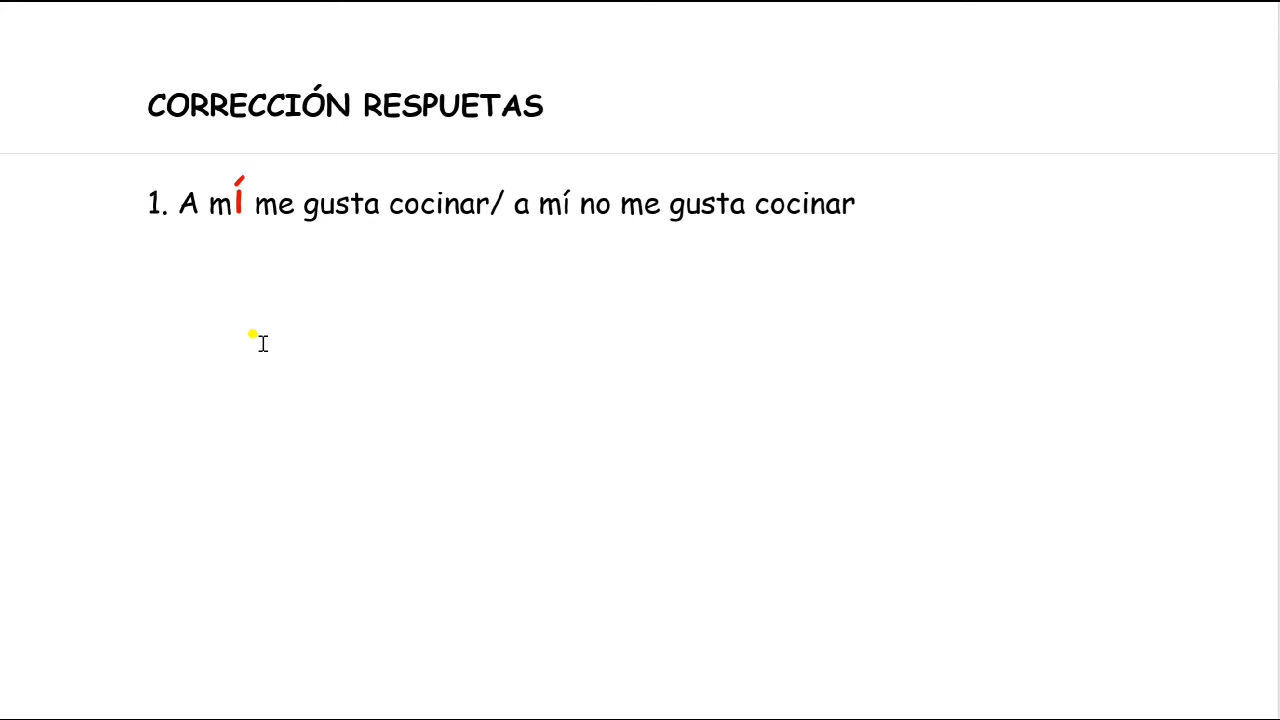 CORRECCIÓN RESPUETAS
1. A mí me gusta cocinar/ a mí no me gusta cocinar